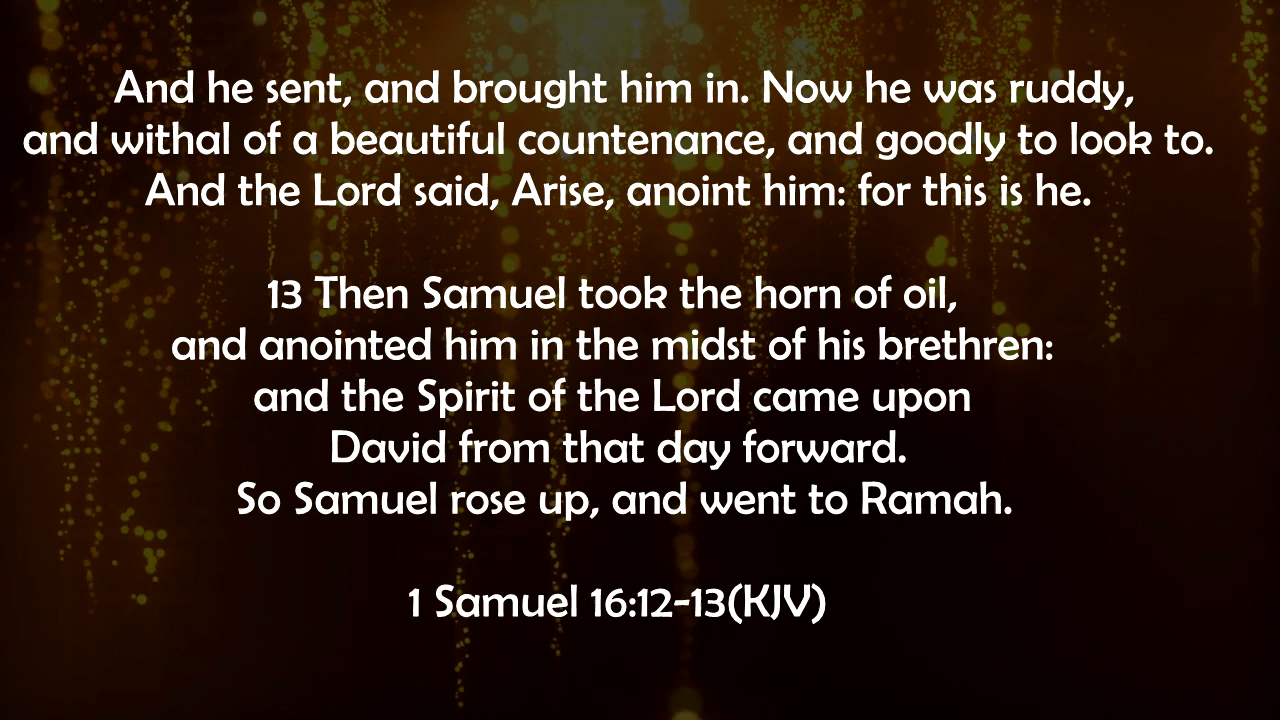 And he sent, and brought him in. Now he was ruddy,
and withal of a beautiful countenance, and goodly to look to.
And the Lord said, Arise, anoint him: for this is he.
13 Then Samuel took the horn of oil,
and anointed him in the midst of his brethren:
and the Spirit of the Lord came upon
David from that day forward.
So Samuel rose up, and went to Ramah.
1 Samuel 16:12-13(KJV)